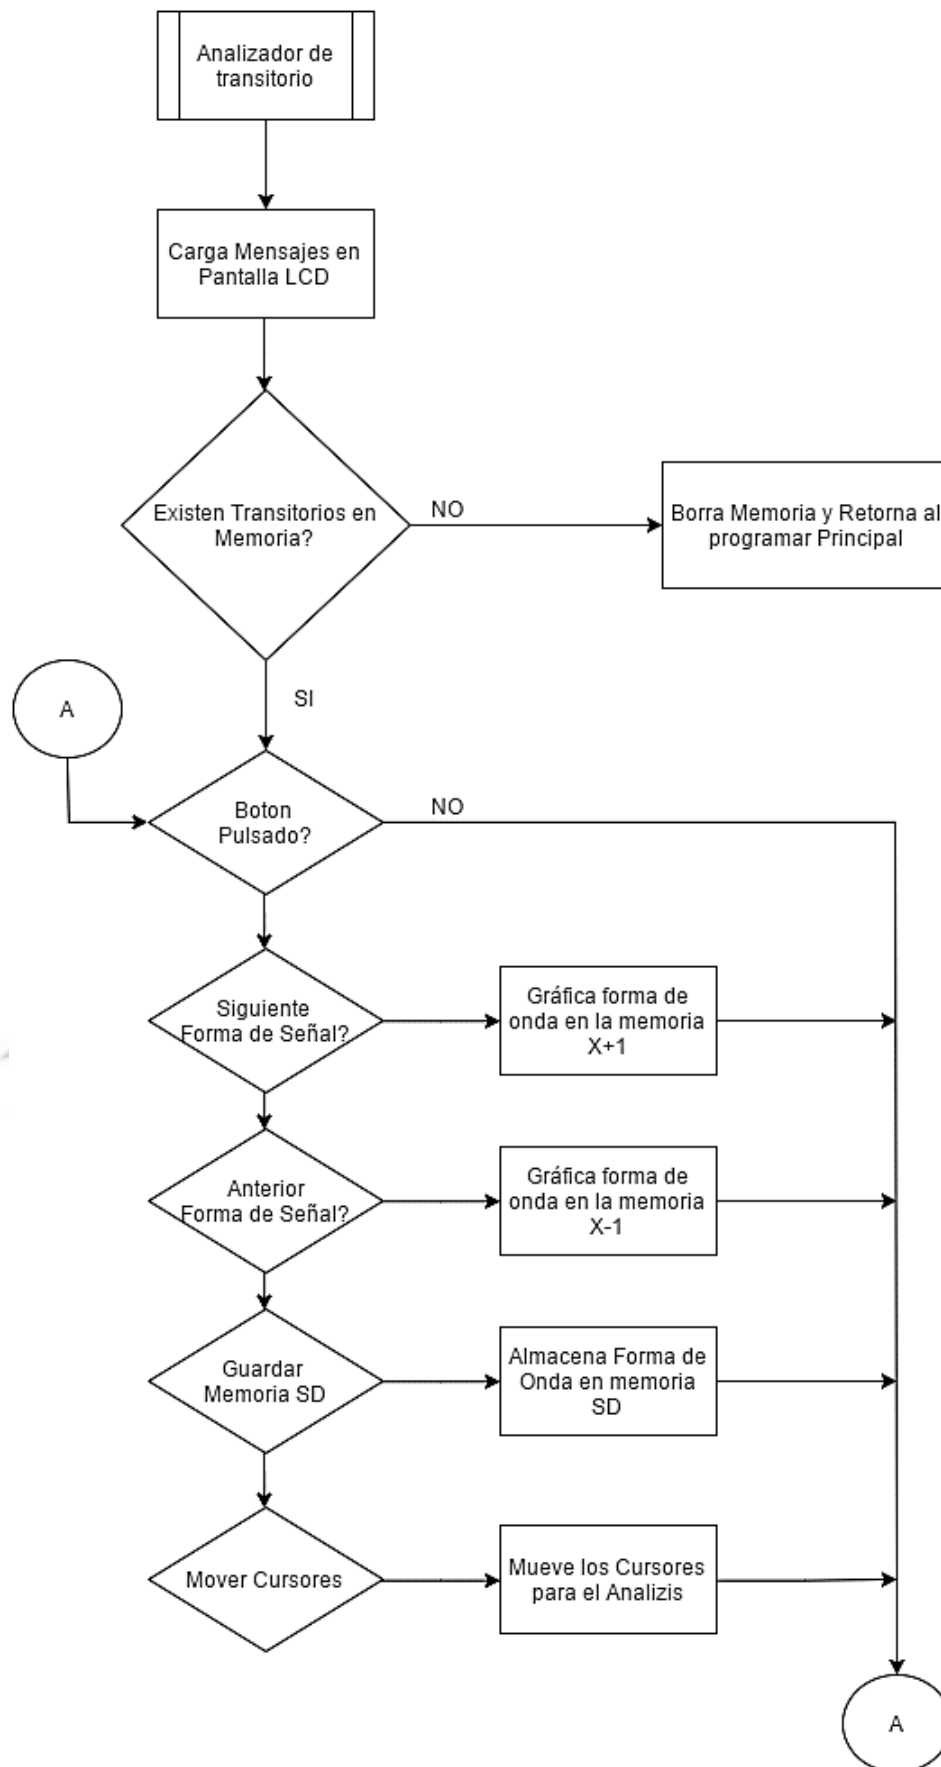 Analizador de
transitorio
Carga Mensajes en
Pantalla LCD
Existen Transitorios en
Memoria?
NO
Borra Memoria y Retorna al
programar Principal
SI
A
Boton
Pulsado?
NO
Siguiente
Forma de Señal?
Gráfica forma de
onda en la memoria
X+1
Anterior
Forma de Señal?
Gráfica forma de
onda en la memoria
X-1
Guardar
Memoria SD
Almacena Forma de
Onda en memoria
SD
Mover Cursores
Mueve los Cursores
para el Analizis
A